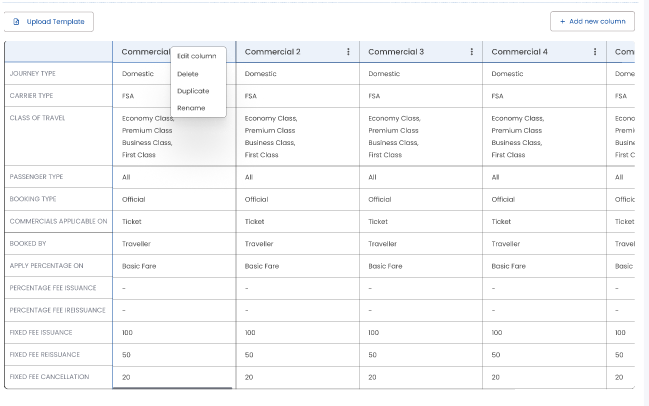 Upload Template
+ Add new column
Commercial Commercial 2 Commercial 3 Commercial 4
Edit column
Delete
Duplicate
Rename
JOURNEY TYPE Domestic Domestic Domestic Domestic Dome
CARRIER TYPE FSA FSA FSA FSA FSA
CLASS OF TRAVEL Economy Class, Economy Class, Economy Class, Economy Class, Econo
Premium Class Premium Class Premium Class Premium Class Premi
Business Class, Business Class, Business Class, Business Class, Busin
First Class First Class First Class First Class First C
PASSENGER TYPE All All All All All
BOOKING TYPE Official Official Official Official Offici
COMMERCIALS APPLICABLE ON Ticket Ticket Ticket Ticket Ticket
BOOKED BY Traveller Traveller Traveller Traveller Travel
APPLY PERCENTAGE ON Basic Fare Basic Fare Basic Fare Basic Fare Basic
PERCENTAGE FEE ISSUANCE - - - - -
PERCENTAGE FEE IREISSUANCE - - - - -
FIXED FEE ISSUANCE 100 100 100 100 100
FIXED FEE REISSUANCE 50 50 50 50 50
FIXED FEE CANCELLATION 20 20 20 20 20